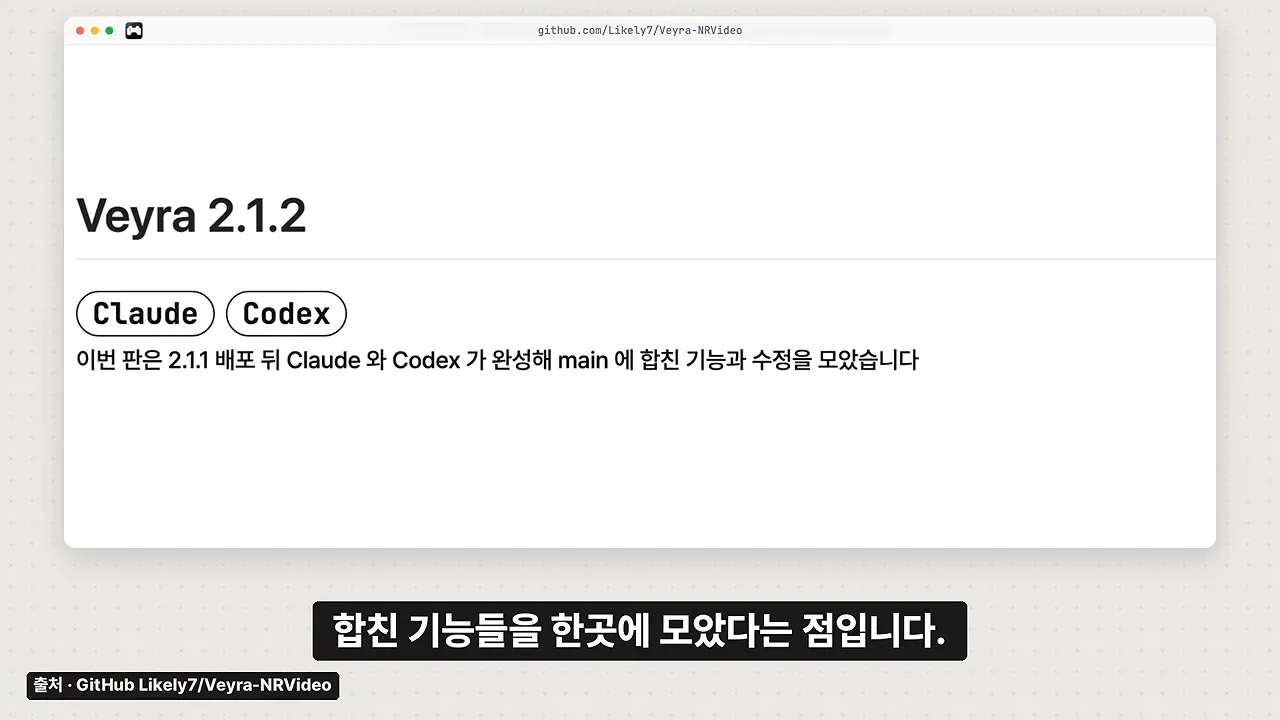 github.com/Likely7/Veyra-NRVideo
Veyra 2.1.2
Claude Codex
이번 판은 2.1.1 배포 뒤 Claude 와 Codex 가 완성해 main 에 합친 기능과 수정을 모았습니다
합친 기능들을 한곳에 모았다는 점입니다.
출처 · GitHub Likely7/Veyra-NRVideo